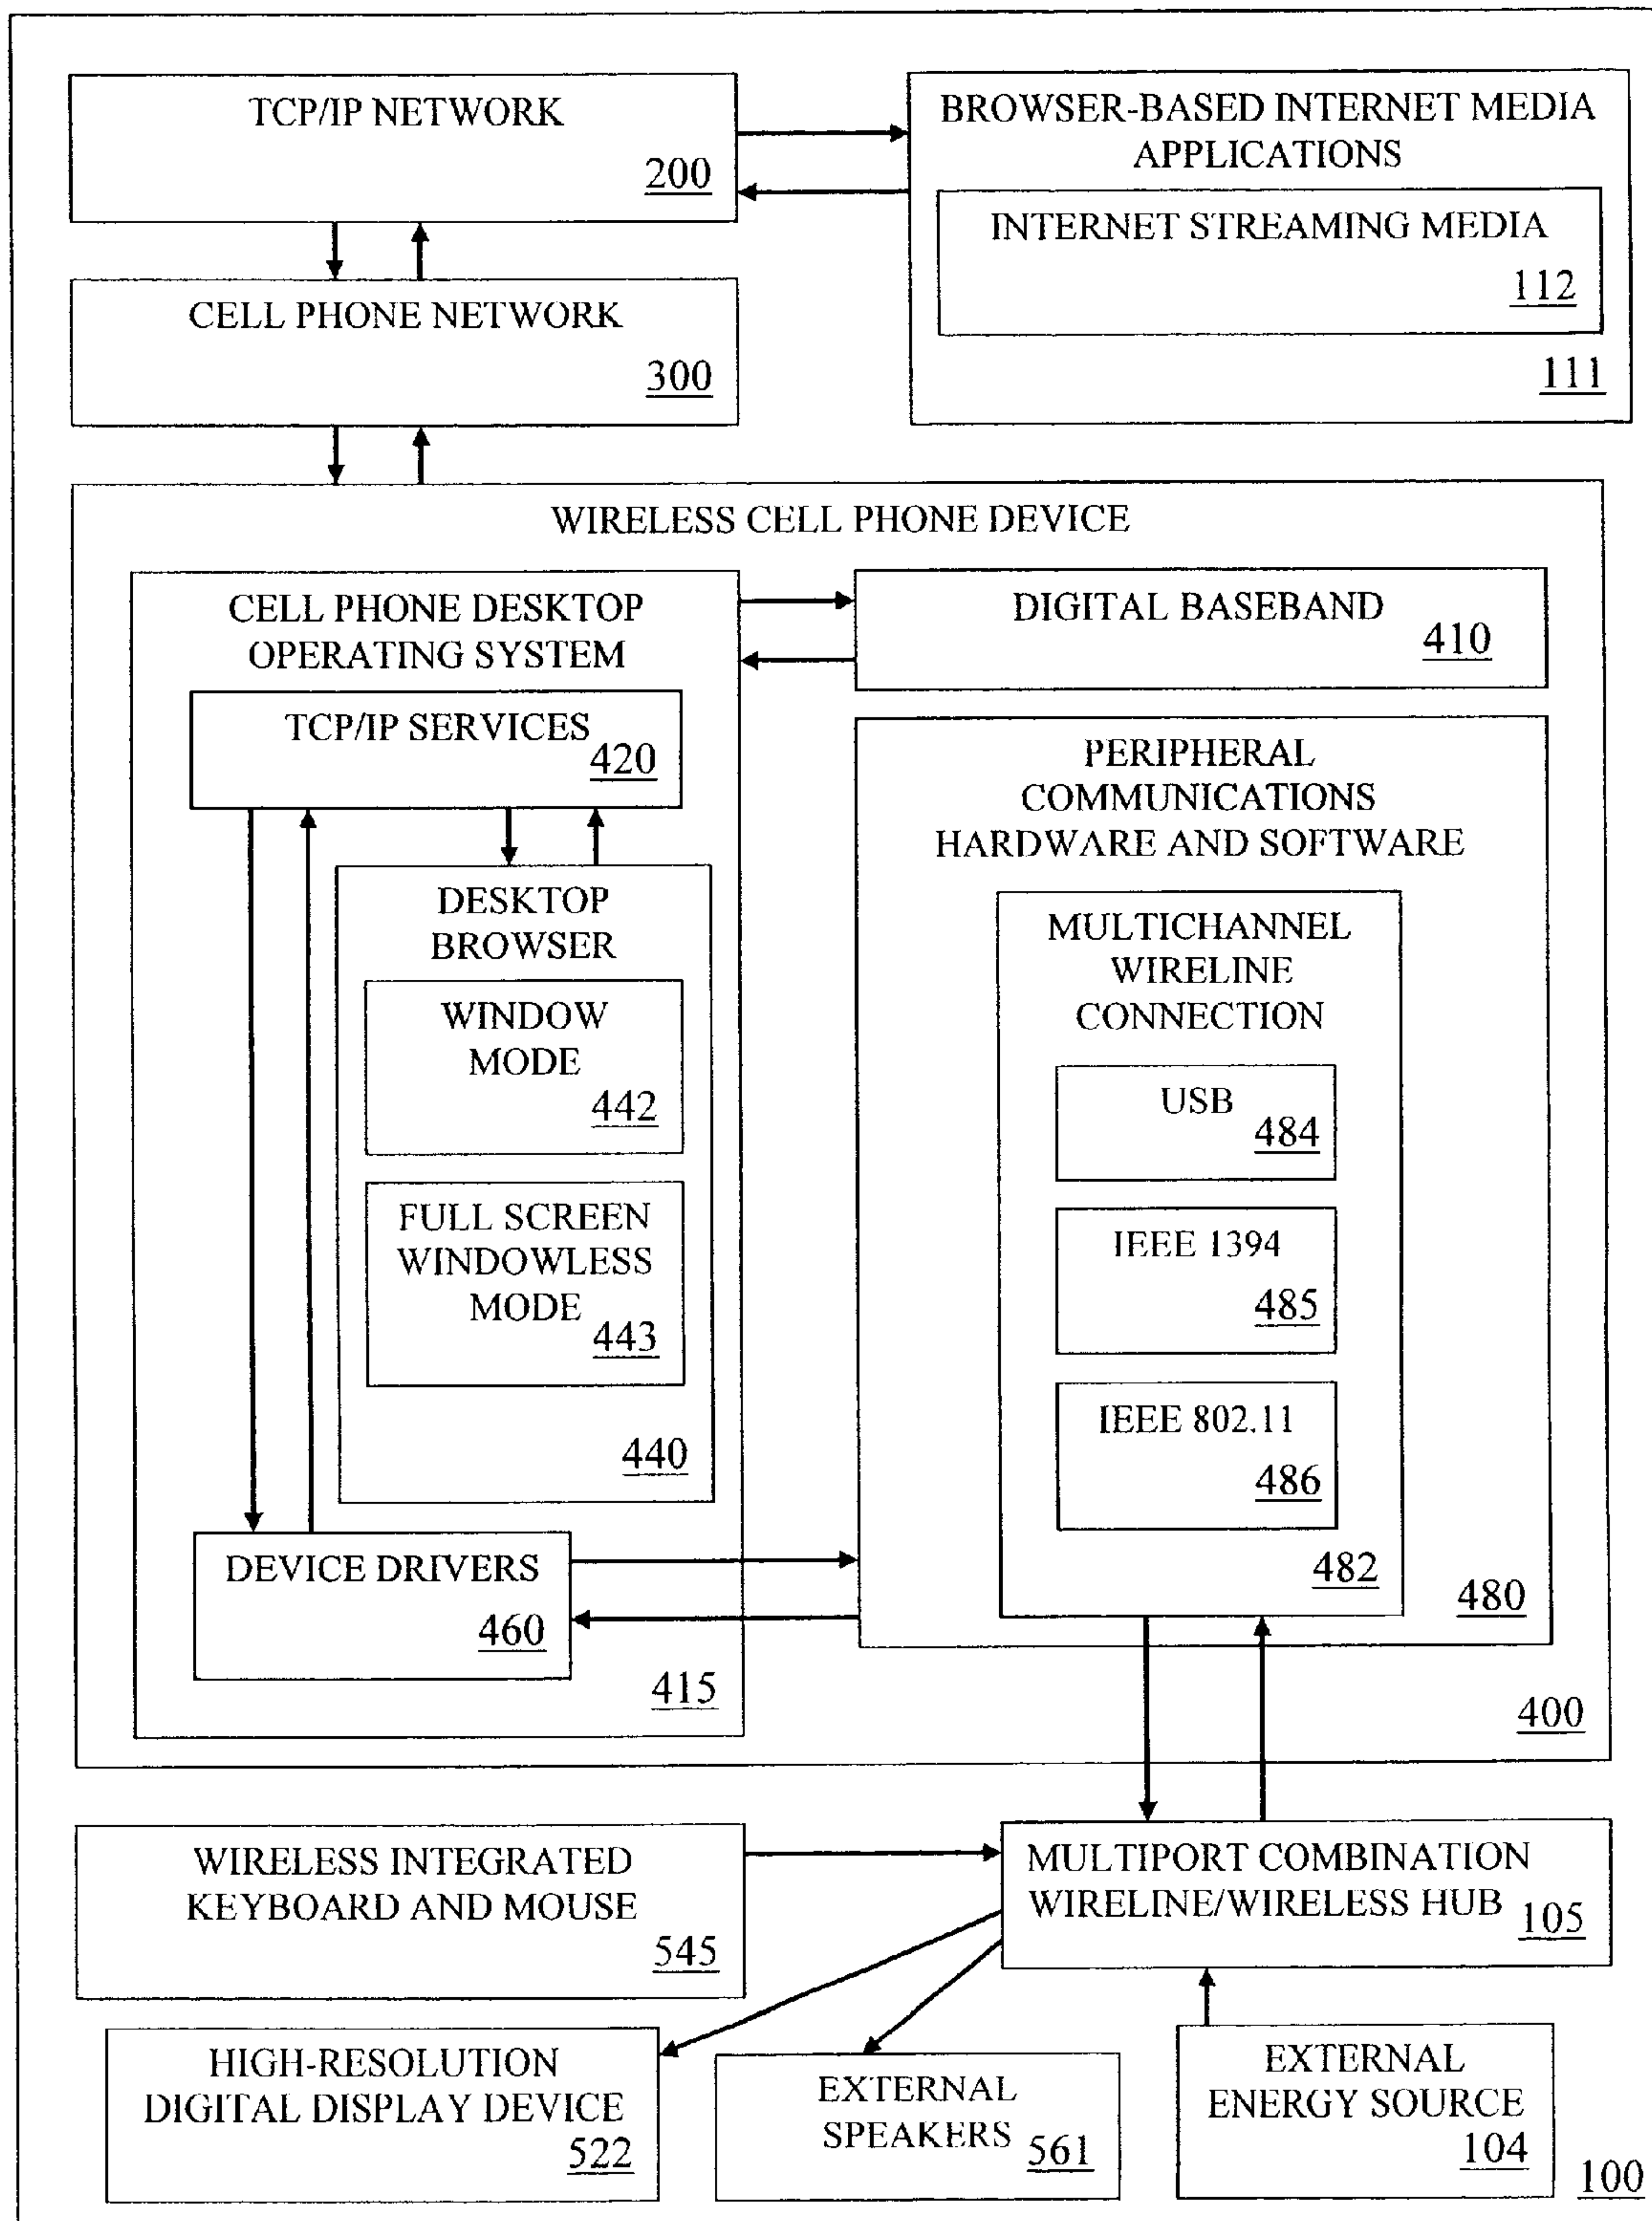 TCP/IP NETWORK
200
BROWSER-BASED INTERNET MEDIA
APPLICATIONS
INTERNET STREAMING MEDIA
112
111
CELL PHONE NETWORK
300
WIRELESS CELL PHONE DEVICE
CELL PHONE DESKTOP
OPERATING SYSTEM
TCP/IP SERVICES
420
DESKTOP
BROWSER
WINDOW
MODE
442
FULL SCREEN
WINDOWLESS
MODE
443
440
DEVICE DRIVERS
460
415
DIGITAL BASEBAND
410
PERIPHERAL
COMMUNICATIONS
HARDWARE AND SOFTWARE
MULTICHANNEL
WIRELINE
CONNECTION
USB
484
IEEE 1394
485
IEEE 802.11
486
482
480
400
WIRELESS INTEGRATED
KEYBOARD AND MOUSE
545
MULTIPORT COMBINATION
WIRELINE/WIRELESS HUB
105
HIGH-RESOLUTION
DIGITAL DISPLAY DEVICE
522
EXTERNAL
SPEAKERS
561
EXTERNAL
ENERGY SOURCE
104
100